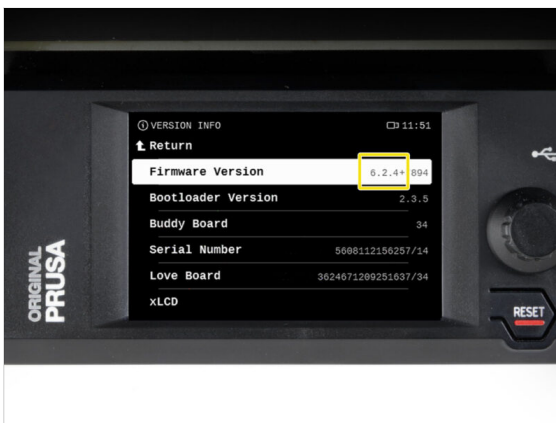 VERSION INFO 11:51
Return
Firmware Version 6.2.4+ 894
Bootloader Version 2.3.5
Buddy Board 34
Serial Number 5608112156257/14
Love Board 3624671209251637/34
xLCD
ORIGINAL
PRUSA
RESET